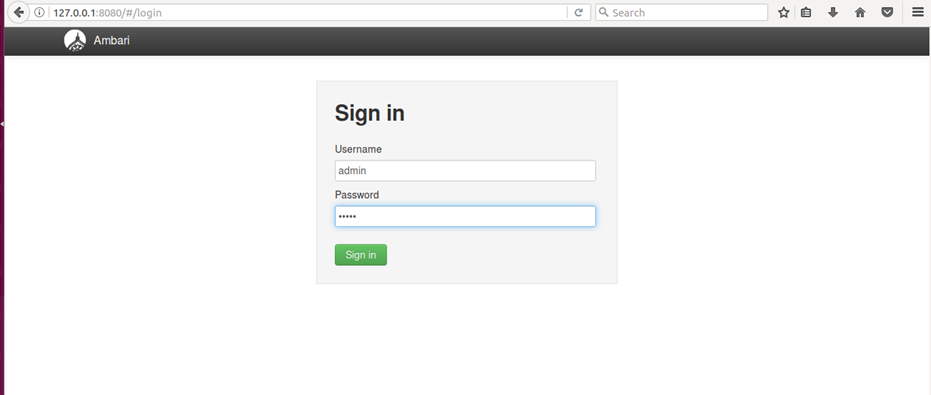 127.0.0.1:8080/#/login
Search
Ambari
Sign in
Username
admin
Password
•••••
Sign in